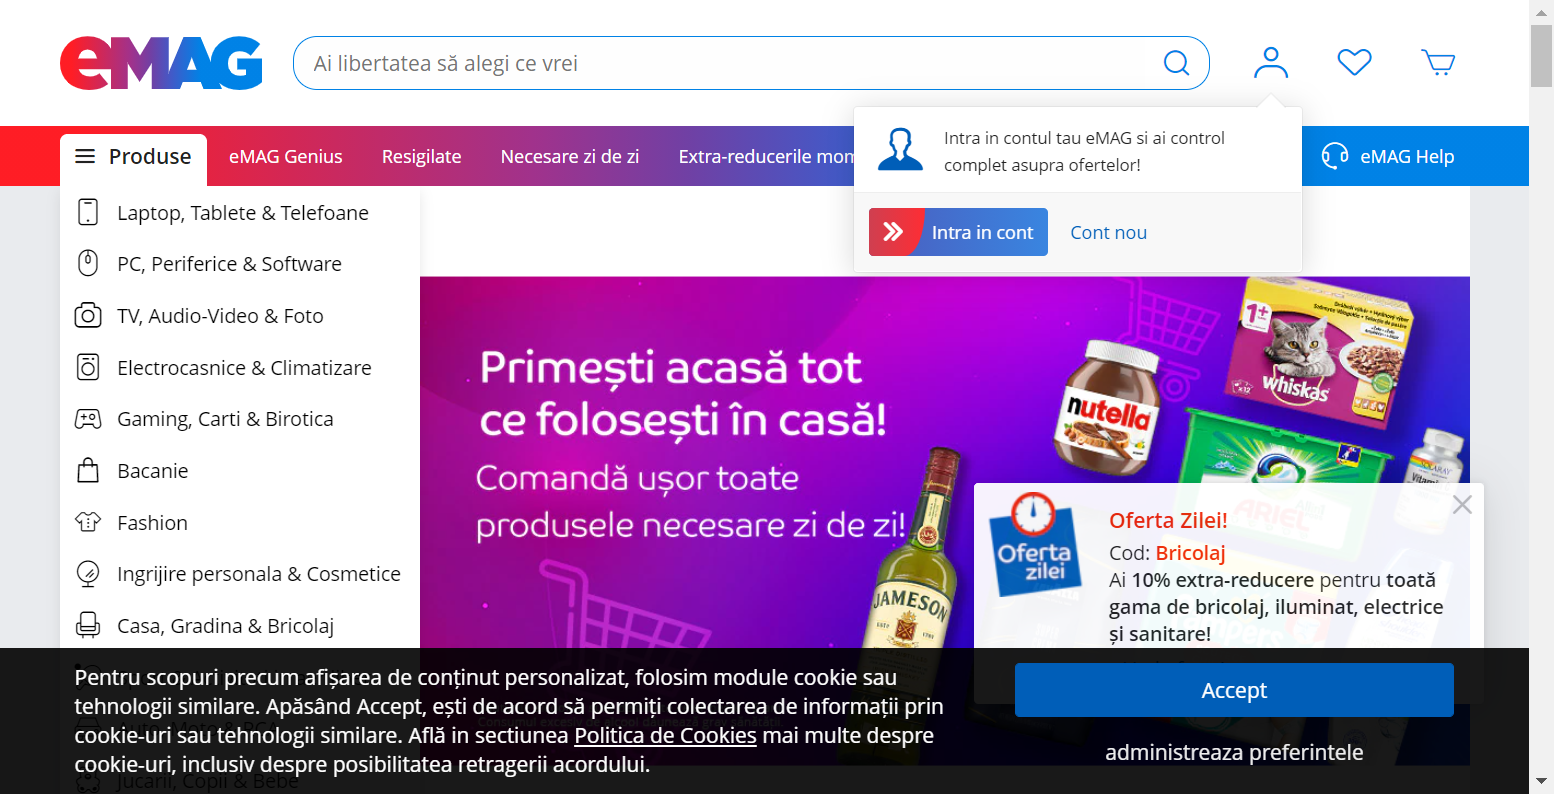 eMAG
Ai libertatea să alegi ce vrei
Produse
eMAG Genius
Resigilate
Necesare zi de zi
Extra-reducerile mom
eMAG Help
Intra in contul tau eMAG si ai control
complet asupra ofertelor!
Intra in cont
Cont nou
Laptop, Tablete & Telefoane
PC, Periferice & Software
TV, Audio-Video & Foto
Electrocasnice & Climatizare
Gaming, Carti & Birotica
Bacanie
Fashion
Ingrijire personala & Cosmetice
Casa, Gradina & Bricolaj
Jucarii, Copii & Bebe
Primești acasă tot
ce folosești în casă!
Comandă ușor toate
produsele necesare zi de zi!
Consumul excesiv de alcool dăunează grav sănătății.
1+
whiskas
x12
nutella
ARIEL
JAMESON
SOLARAY
Oferta
zilei
Oferta Zilei!
Cod: Bricolaj
Ai 10% extra-reducere pentru toată
gama de bricolaj, iluminat, electrice
și sanitare!
Pentru scopuri precum afișarea de conținut personalizat, folosim module cookie sau
tehnologii similare. Apăsând Accept, ești de acord să permiți colectarea de informații prin
cookie-uri sau tehnologii similare. Află in sectiunea Politica de Cookies mai multe despre
cookie-uri, inclusiv despre posibilitatea retragerii acordului.
Accept
administreaza preferintele